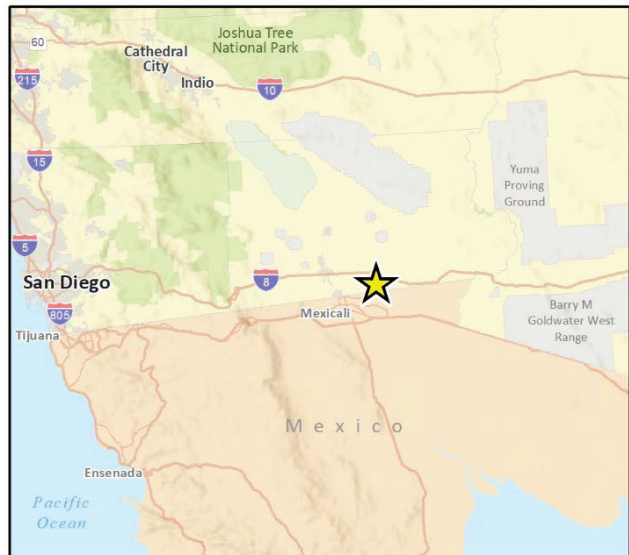 Joshua Tree
National Park
60
Cathedral
City
215
Indio
10
15
Yuma
Proving
Ground
5
San Diego
8
805
Mexicali
Barry M
Goldwater West
Range
Tijuana
Mexico
Ensenada
Pacific
Ocean